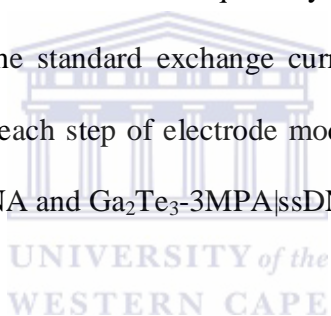 he standard exchange curr
each step of electrode mod
NA and Ga₂Te₃-3MPA|ssDN
UNIVERSITY of the
WESTERN CAPE